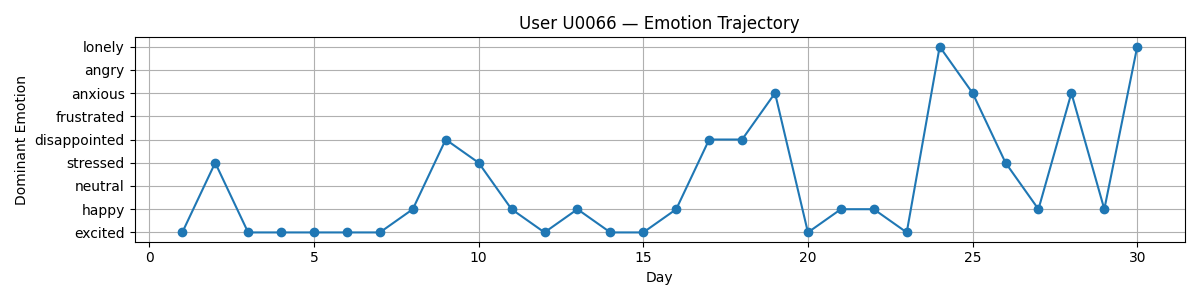 User U0066 — Emotion Trajectory
Dominant Emotion
lonely
angry
anxious
frustrated
disappointed
stressed
neutral
happy
excited
0 5 10 15 20 25 30
Day